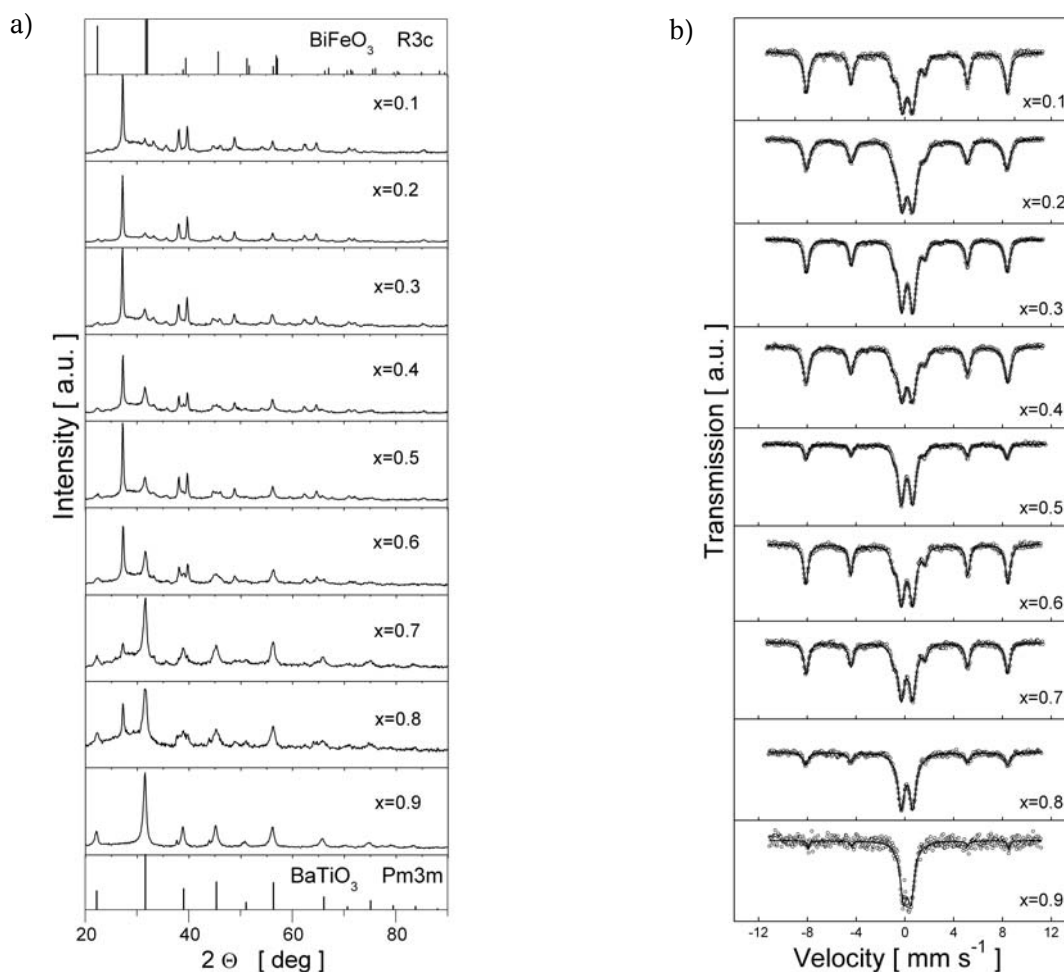 a)
BiFeO₃ R3c
x=0.1
x=0.2
x=0.3
x=0.4
x=0.5
x=0.6
x=0.7
x=0.8
x=0.9
BaTiO₃ Pm3m
Intensity [ a.u. ]
20 40 60 80
2 Θ [ deg ]
b)
x=0.1
x=0.2
x=0.3
x=0.4
x=0.5
x=0.6
x=0.7
x=0.8
x=0.9
Transmission [ a.u. ]
-12 -8 -4 0 4 8 12
Velocity [ mm s⁻¹ ]